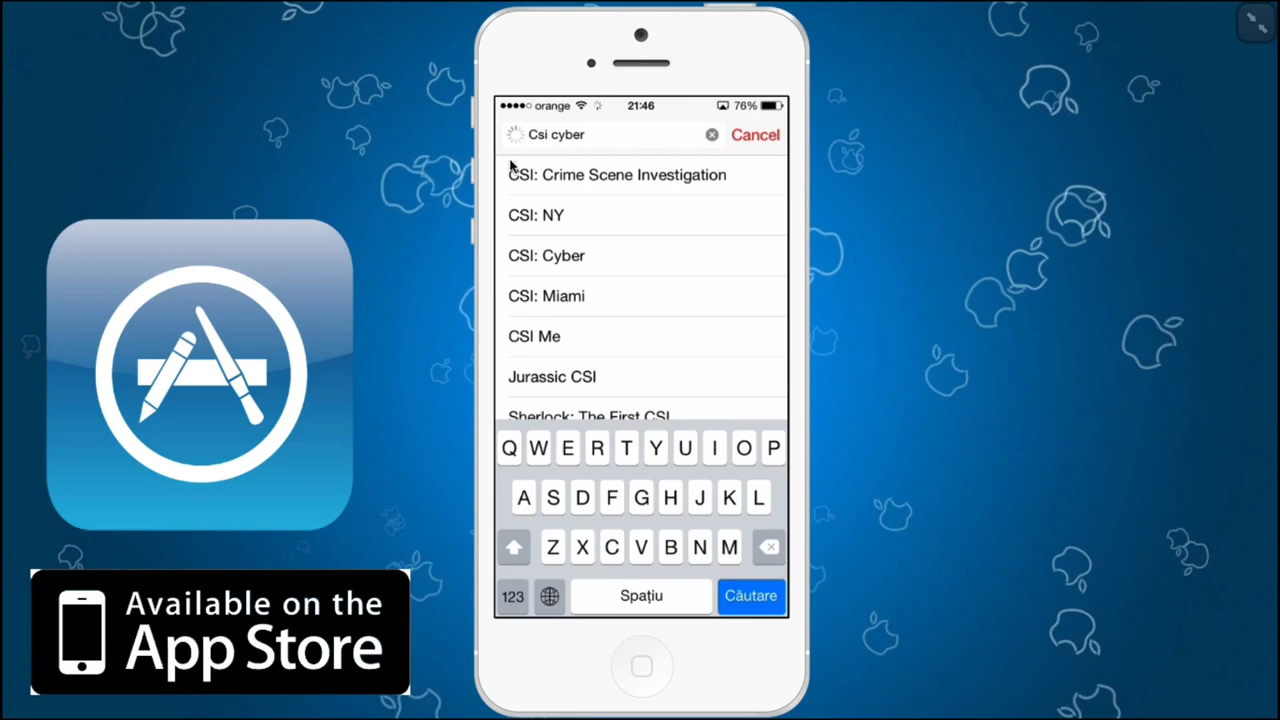 orange 21:46 76%
Csi cyber Cancel
CSI: Crime Scene Investigation
CSI: NY
CSI: Cyber
CSI: Miami
CSI Me
Jurassic CSI
Sherlock: The First CSI
Q W E R T Y U I O P
A S D F G H J K L
Z X C V B N M
123 Spațiu Căutare
Available on the
App Store